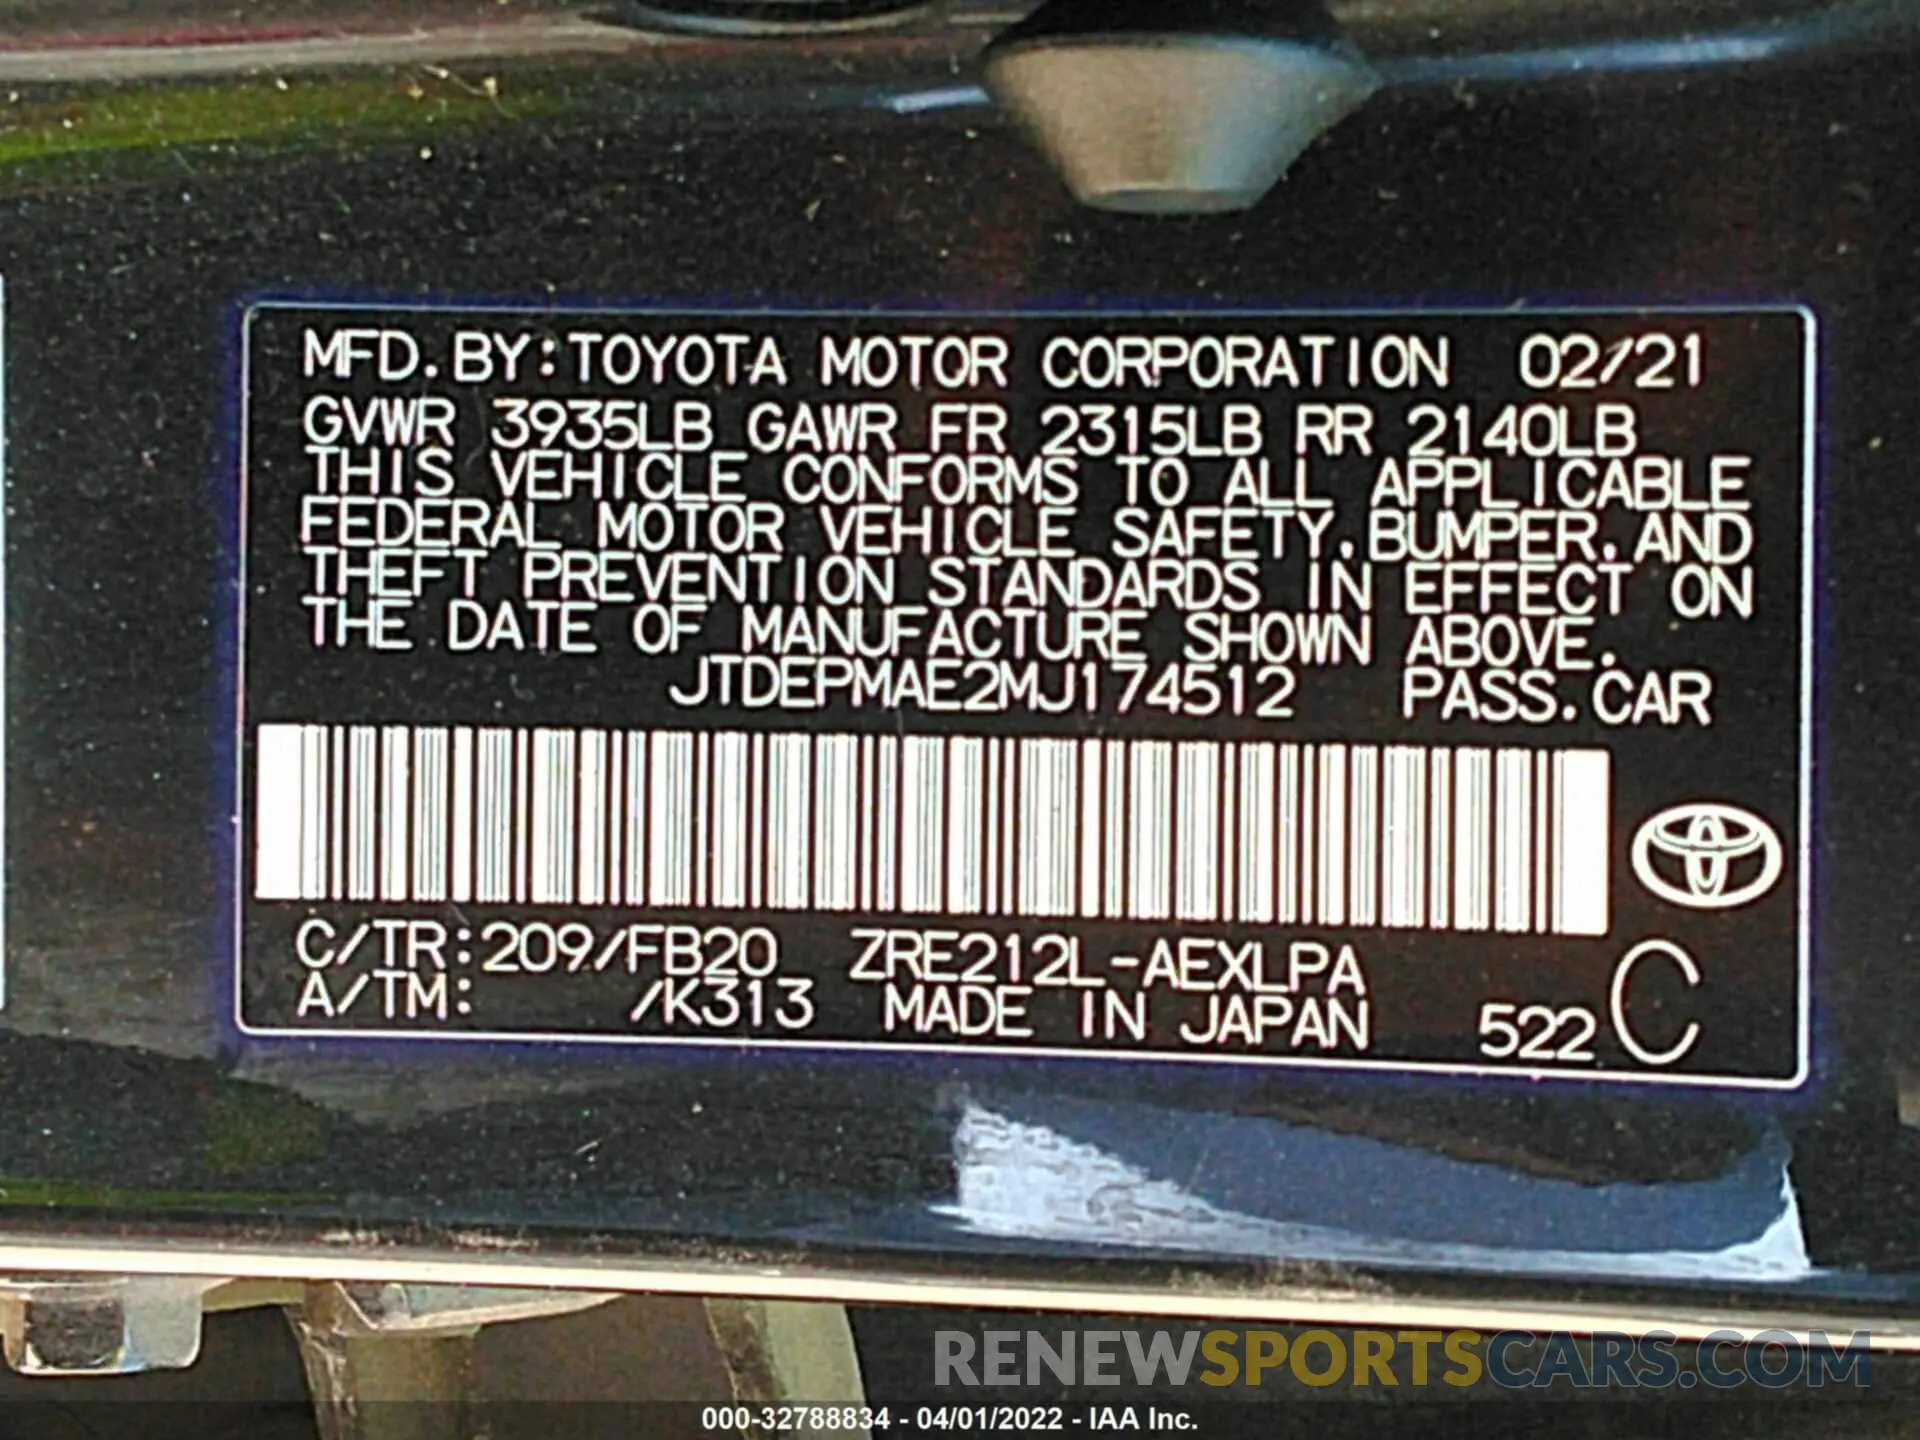 MFD. BY: TOYOTA MOTOR CORPORATION 02/21
GVWR 3935LB GAWR FR 2315LB RR 2140LB
THIS VEHICLE CONFORMS TO ALL APPLICABLE
FEDERAL MOTOR VEHICLE SAFETY, BUMPER, AND
THEFT PREVENTION STANDARDS IN EFFECT ON
THE DATE OF MANUFACTURE SHOWN ABOVE.
JTDEPMAE2MJ174512 PASS. CAR
C/TR: 209/FB20 ZRE212L-AEXLPA
A/TM: /K313 MADE IN JAPAN 522 C
RENEWSPORTSCARS.COM
000-32788834 - 04/01/2022 - IAA Inc.